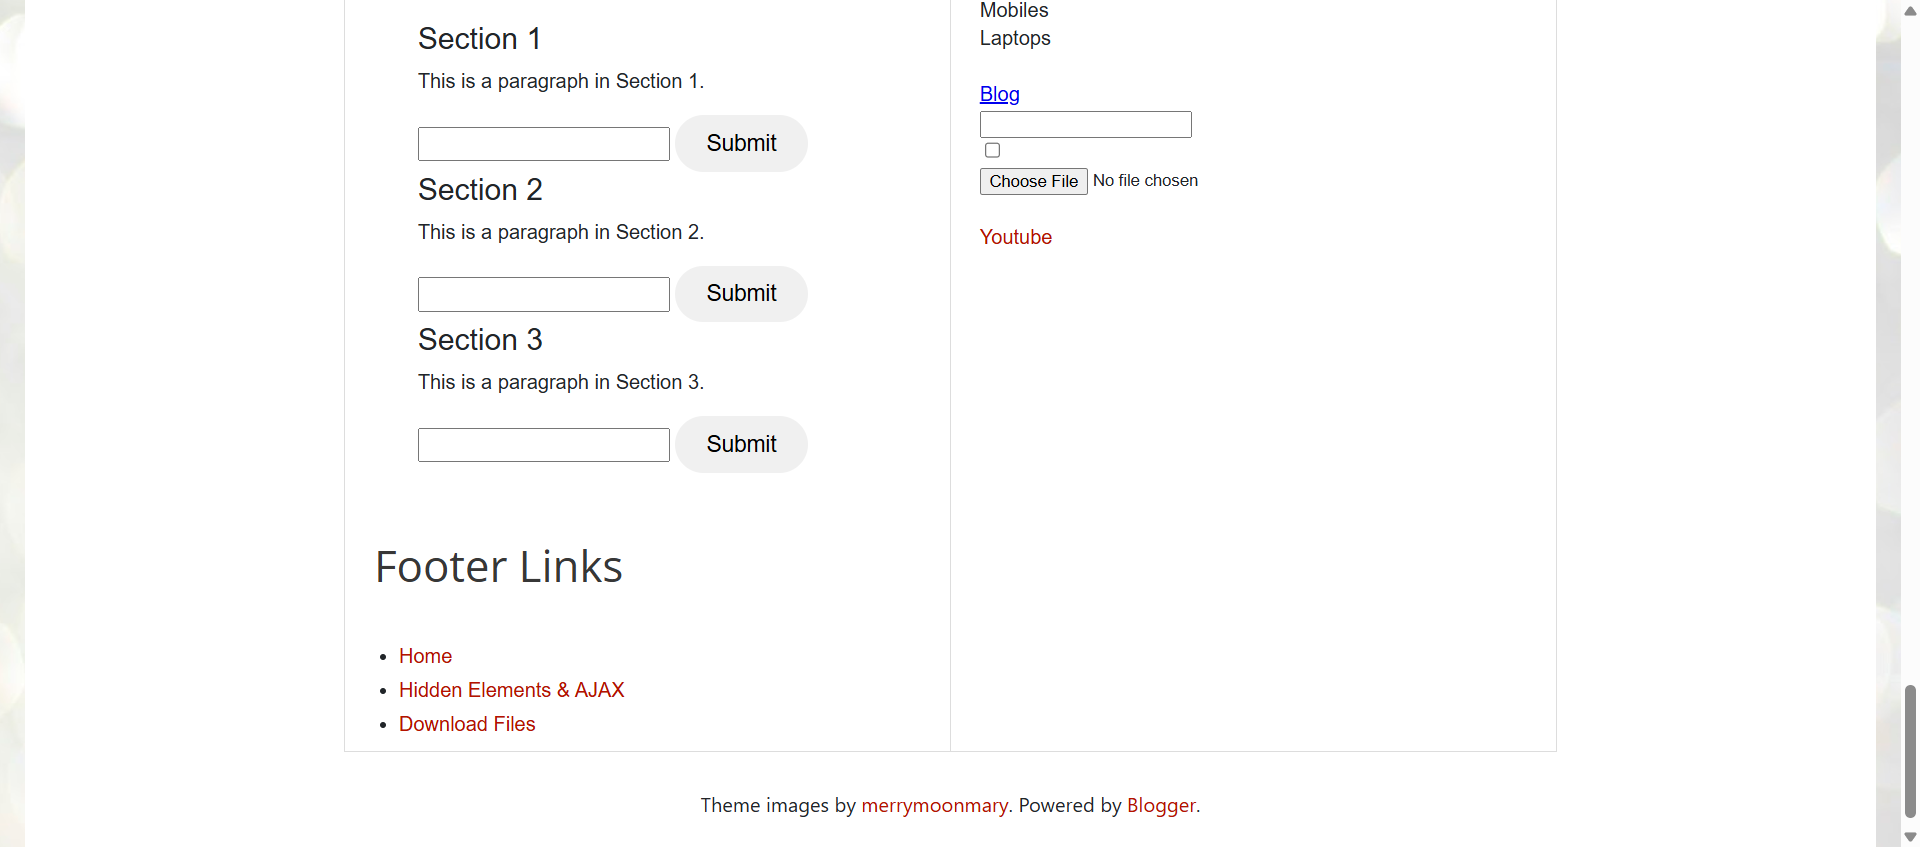 Section 1
This is a paragraph in Section 1.
Submit
Section 2
This is a paragraph in Section 2.
Submit
Section 3
This is a paragraph in Section 3.
Submit
Footer Links
Home
Hidden Elements & AJAX
Download Files
Mobiles
Laptops
Blog
Choose File No file chosen
Youtube
Theme images by merrymoonmary. Powered by Blogger.